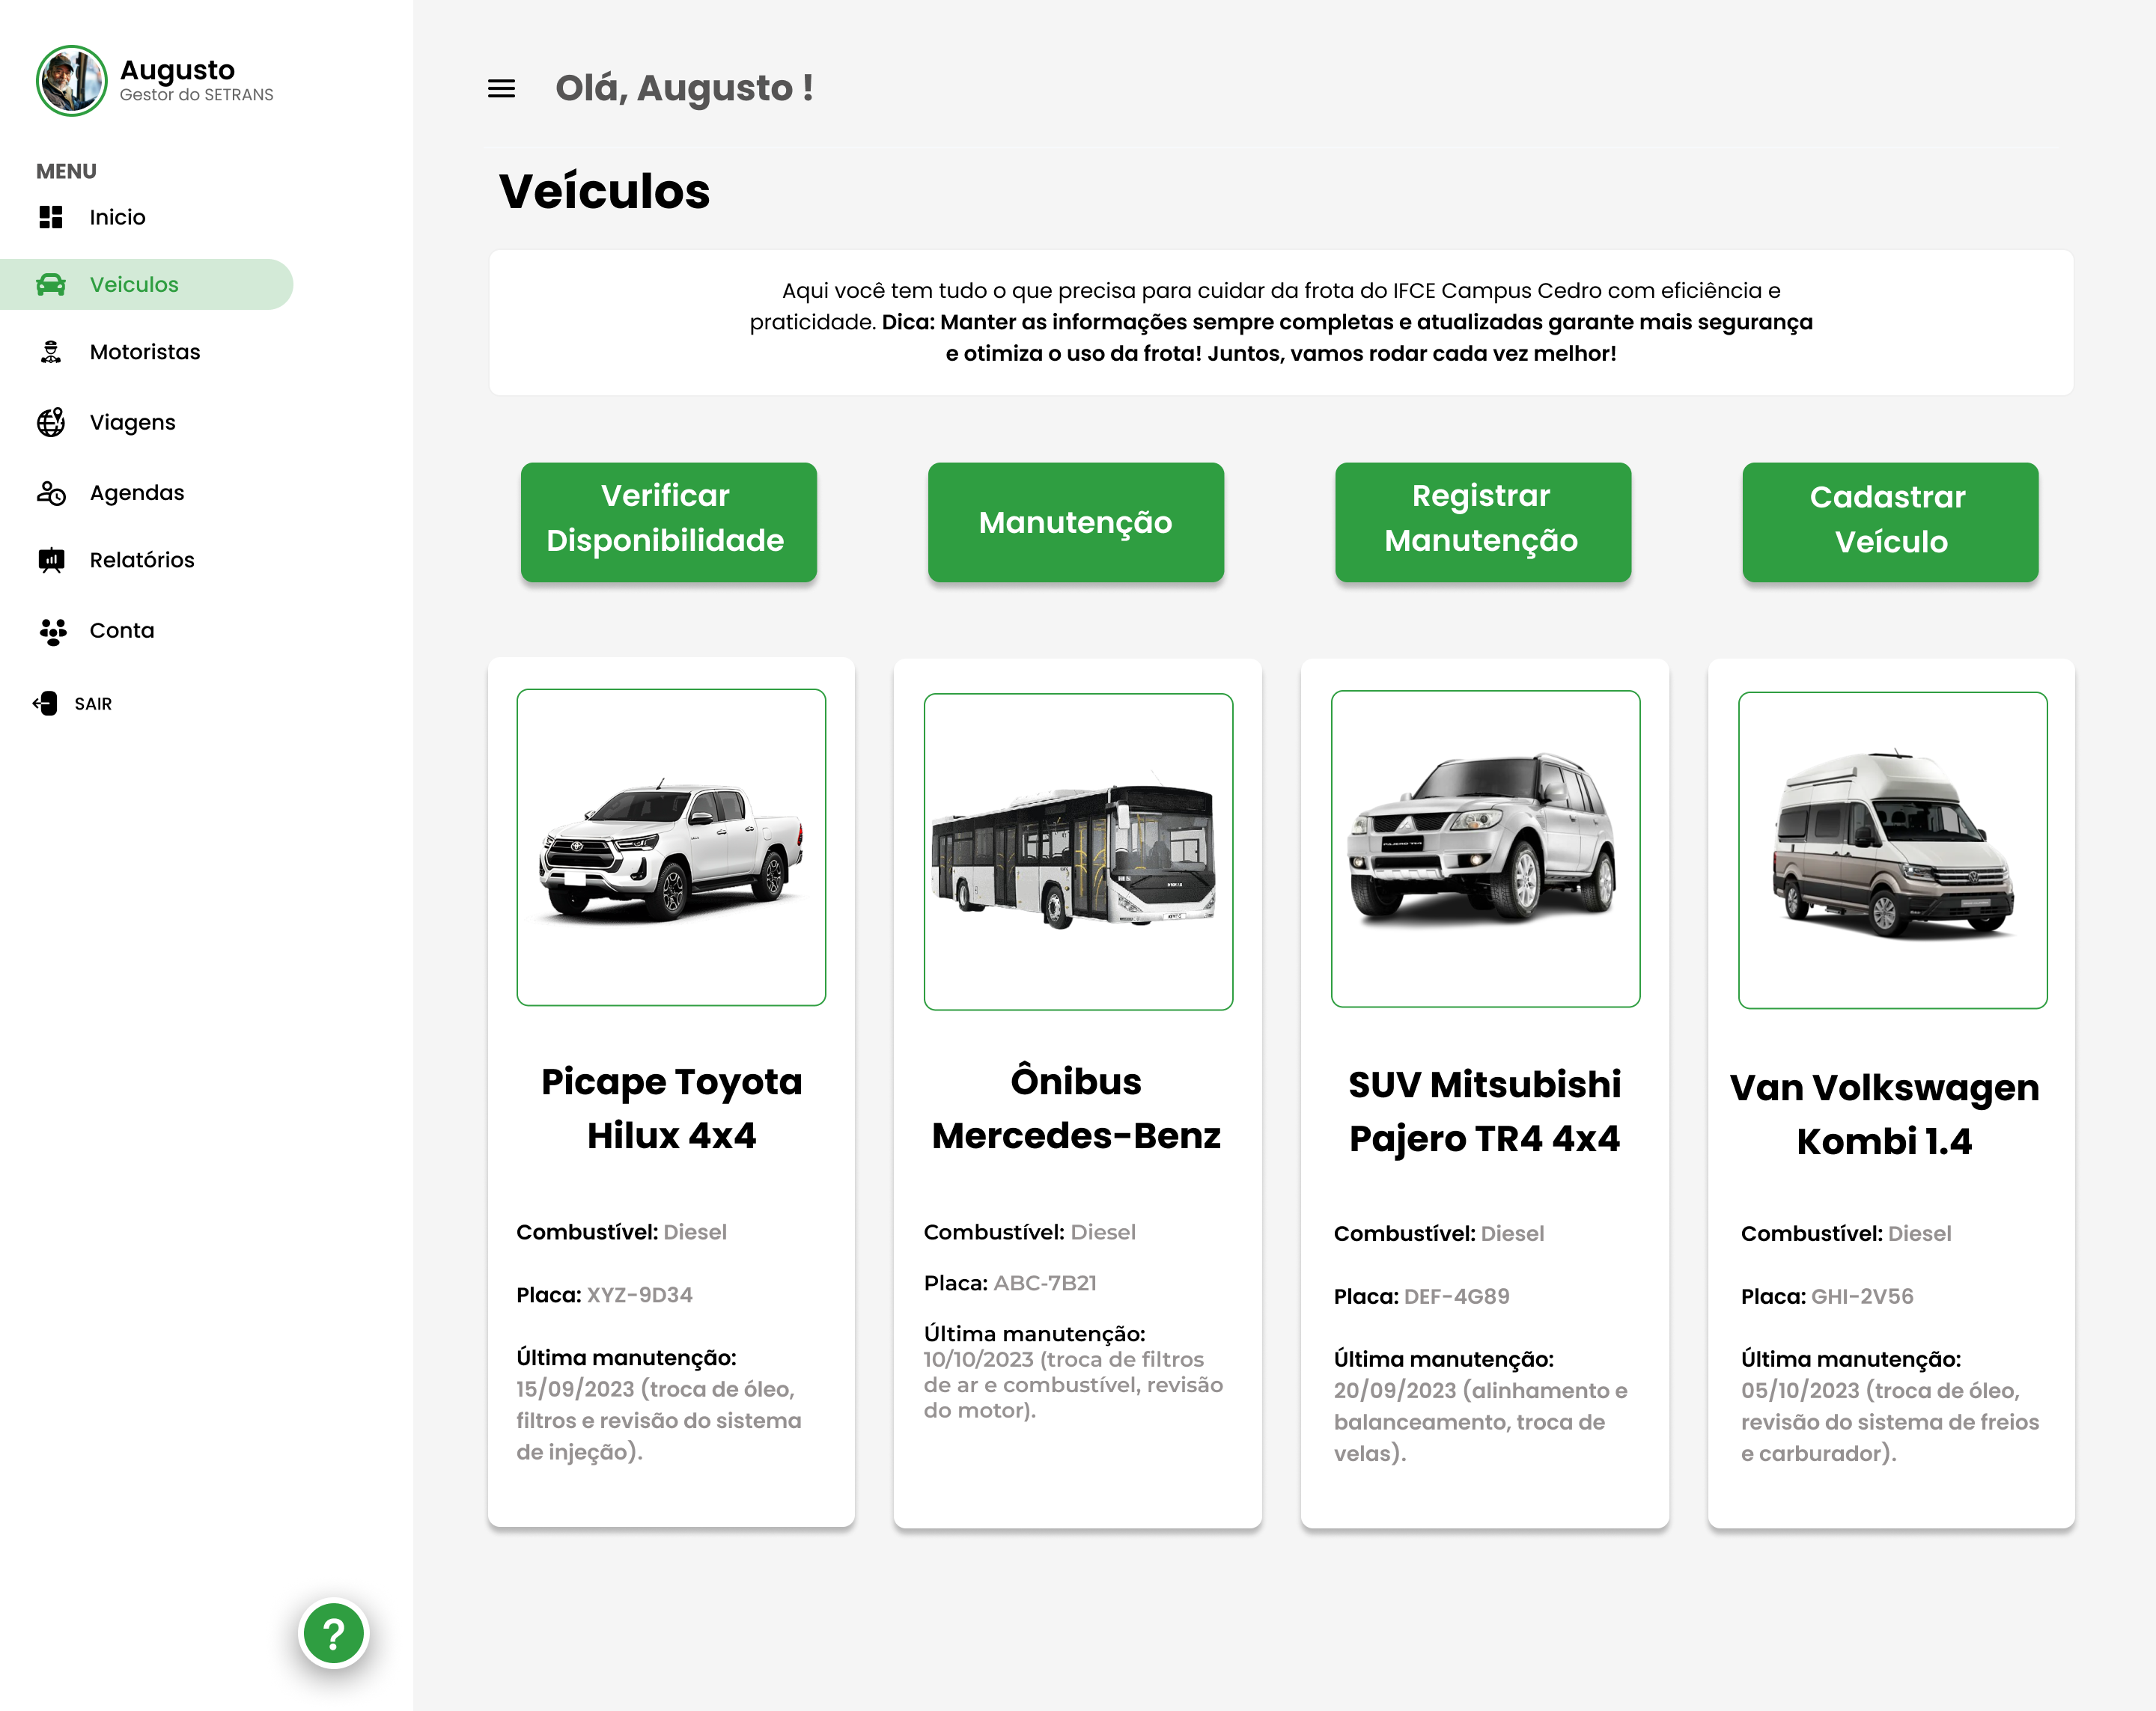 Augusto
Gestor do SETRANS
MENU
Inicio
Veiculos
Motoristas
Viagens
Agendas
Relatórios
Conta
SAIR
?
Olá, Augusto !
Veículos
Aqui você tem tudo o que precisa para cuidar da frota do IFCE Campus Cedro com eficiência e
praticidade. Dica: Manter as informações sempre completas e atualizadas garante mais segurança
e otimiza o uso da frota! Juntos, vamos rodar cada vez melhor!
Verificar
Disponibilidade
Manutenção
Registrar
Manutenção
Cadastrar
Veículo
Picape Toyota
Hilux 4x4
Combustível: Diesel
Placa: XYZ-9D34
Última manutenção:
15/09/2023 (troca de óleo,
filtros e revisão do sistema
de injeção).
Ônibus
Mercedes-Benz
Combustível: Diesel
Placa: ABC-7B21
Última manutenção:
10/10/2023 (troca de filtros
de ar e combustível, revisão
do motor).
PAJERO TR4
SUV Mitsubishi
Pajero TR4 4x4
Combustível: Diesel
Placa: DEF-4G89
Última manutenção:
20/09/2023 (alinhamento e
balanceamento, troca de
velas).
Van Volkswagen
Kombi 1.4
Combustível: Diesel
Placa: GHI-2V56
Última manutenção:
05/10/2023 (troca de óleo,
revisão do sistema de freios
e carburador).